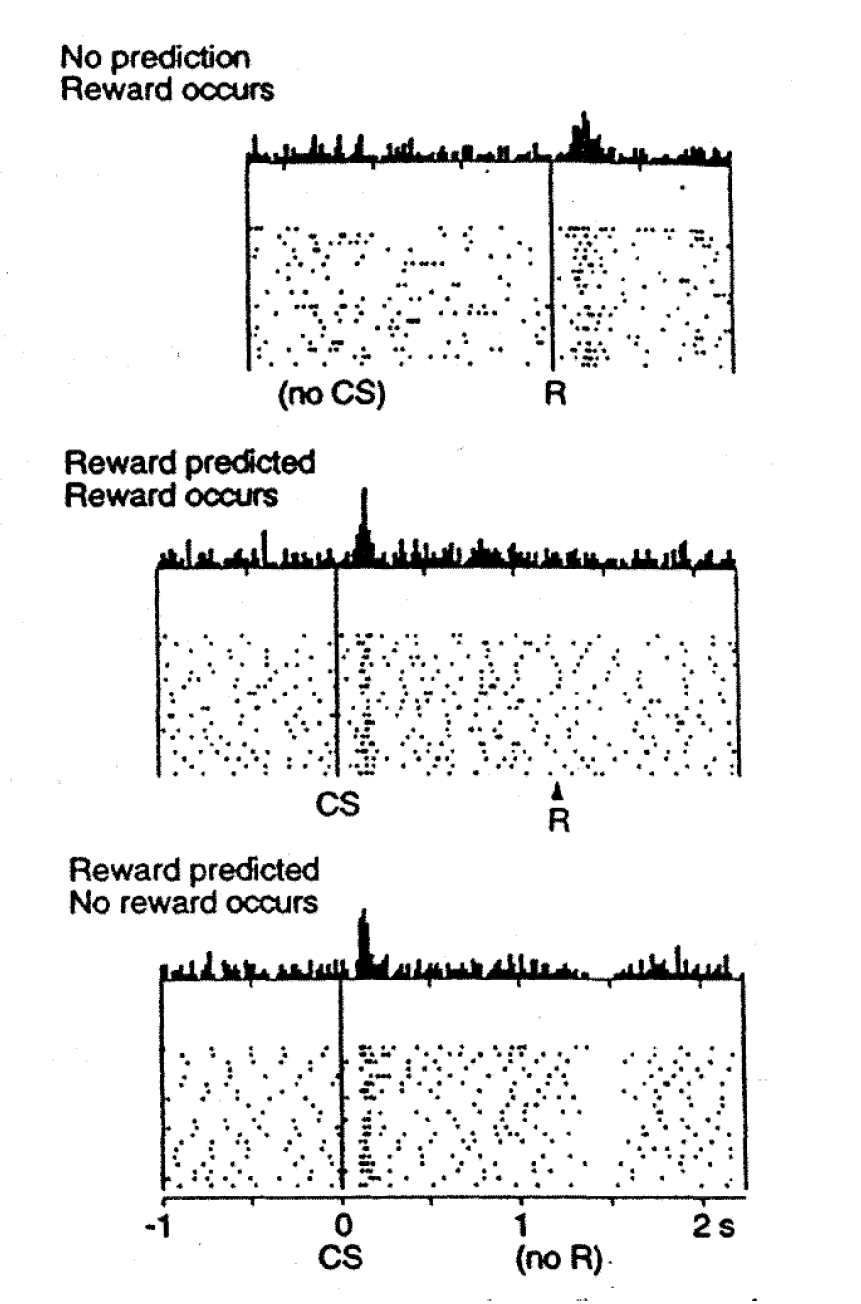 No prediction
Reward occurs
(no CS) R
Reward predicted
Reward occurs
CS R
Reward predicted
No reward occurs
-1 0 1 2 s
CS (no R)